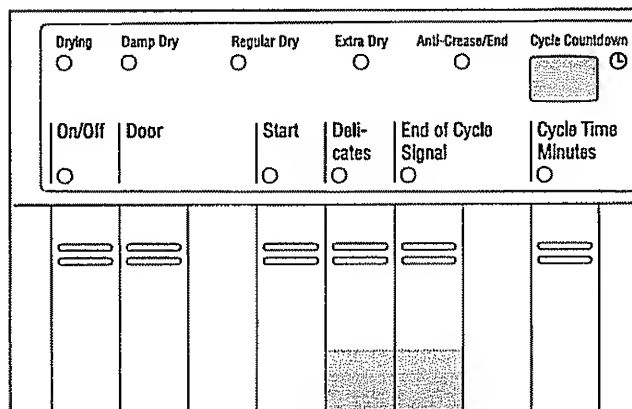 Drying Damp Dry Regular Dry Extra Dry Anti-Crease/End Cycle Countdown
On/Off Door Start Deli- End of Cycle Cycle Time
cates Signal Minutes